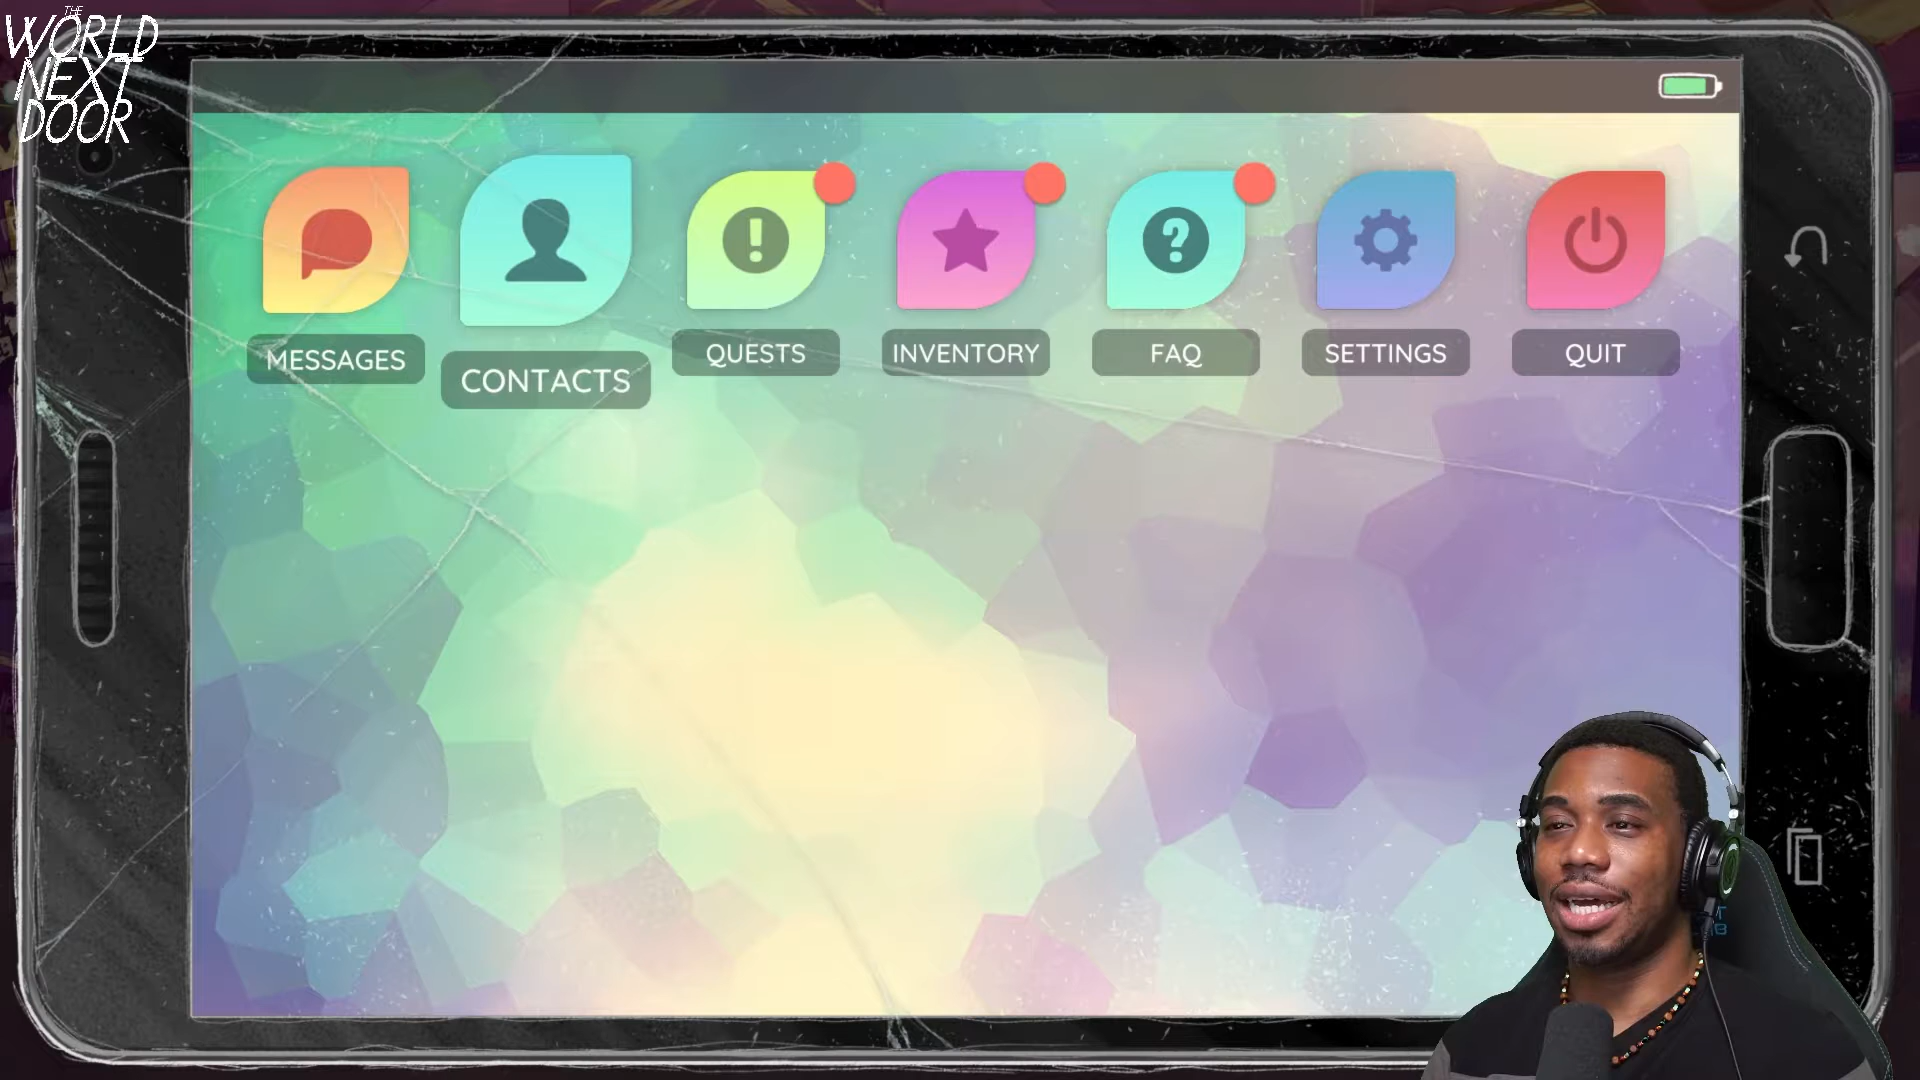 THE
WORLD
NEXT
DOOR
MESSAGES
CONTACTS
QUESTS
INVENTORY
FAQ
SETTINGS
QUIT